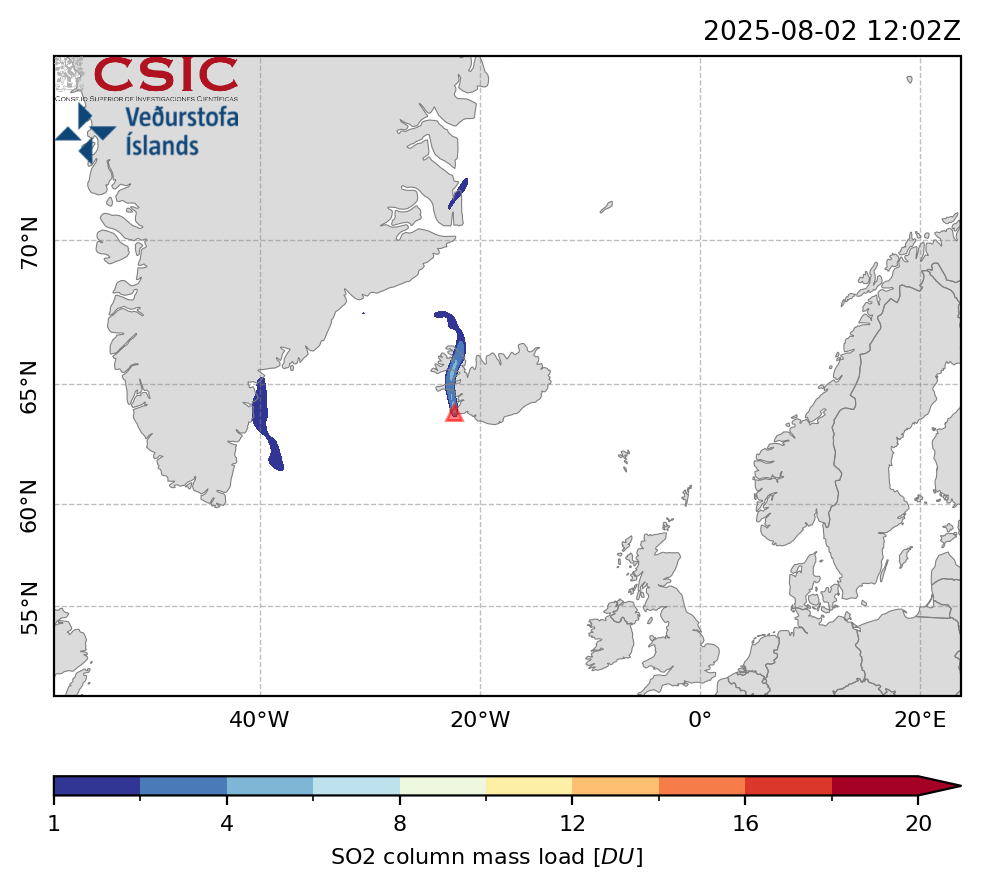 2025-08-02 12:02Z
CSIC
CONSEJO SUPERIOR DE INVESTIGACIONES CIENTÍFICAS
Veðurstofa
Íslands
70°N
65°N
60°N
55°N
40°W 20°W 0° 20°E
1 4 8 12 16 20
SO2 column mass load [DU]